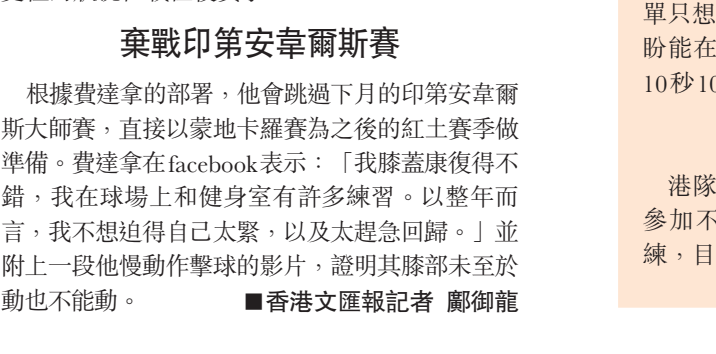 棄戰印第安韋爾斯賽
根據費達拿的部署，他會跳過下月的印第安韋爾
斯大師賽，直接以蒙地卡羅賽為之後的紅土賽季做
準備。費達拿在facebook表示：「我膝蓋康復得不
錯，我在球場上和健身室有許多練習。以整年而
言，我不想迫得自己太緊，以及太趕急回歸。」並
附上一段他慢動作擊球的影片，證明其膝部未至於
動也不能動。 ■香港文匯報記者 鄺御龍
單只想
盼能在
10秒10
港隊
參加不
練，目